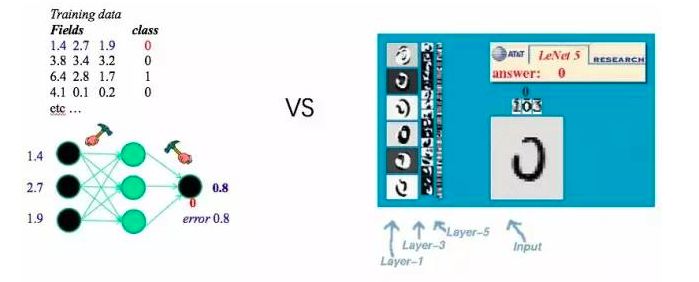 Training data
Fields class
1.4 2.7 1.9 0
3.8 3.4 3.2 0
6.4 2.8 1.7 1
4.1 0.1 0.2 0
etc …
1.4
2.7
1.9
0.8
0
error 0.8
VS
AT&T LeNet 5 RESEARCH
answer: 0
0
103
Layer-5
Layer-3
Layer-1
Input